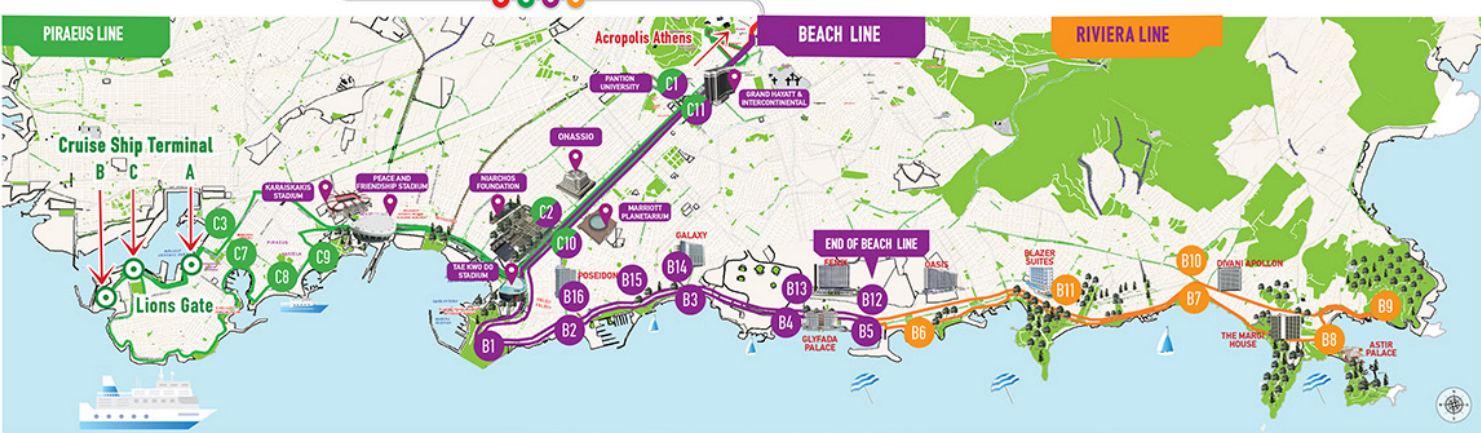 PIRAEUS LINE
Acropolis Athens
BEACH LINE
RIVIERA LINE
PANTION
UNIVERSITY
C1
C11
GRAND HAYATT &
INTERCONTINENTAL
Cruise Ship Terminal
B C A
ONASSIO
KARAISKAKIS
STADIUM
PEACE AND
FRIENDSHIP STADIUM
NIARCHOS
FOUNDATION
MARRIOTT
PLANETARIUM
C3
C2
C7
C9
C8
C10
Lions Gate
TAE KWO DO
STADIUM
GALAXY
END OF BEACH LINE
POSEIDON
B16
B15
B14
B13
B12
FENIX
OASIS
BLAZER
SUITES
B11
B10
DIVANI APOLLON
B1
B2
B3
B4
GLYFADA
PALACE
B5
B6
B7
THE MARGI
HOUSE
B8
B9
ASTIR
PALACE